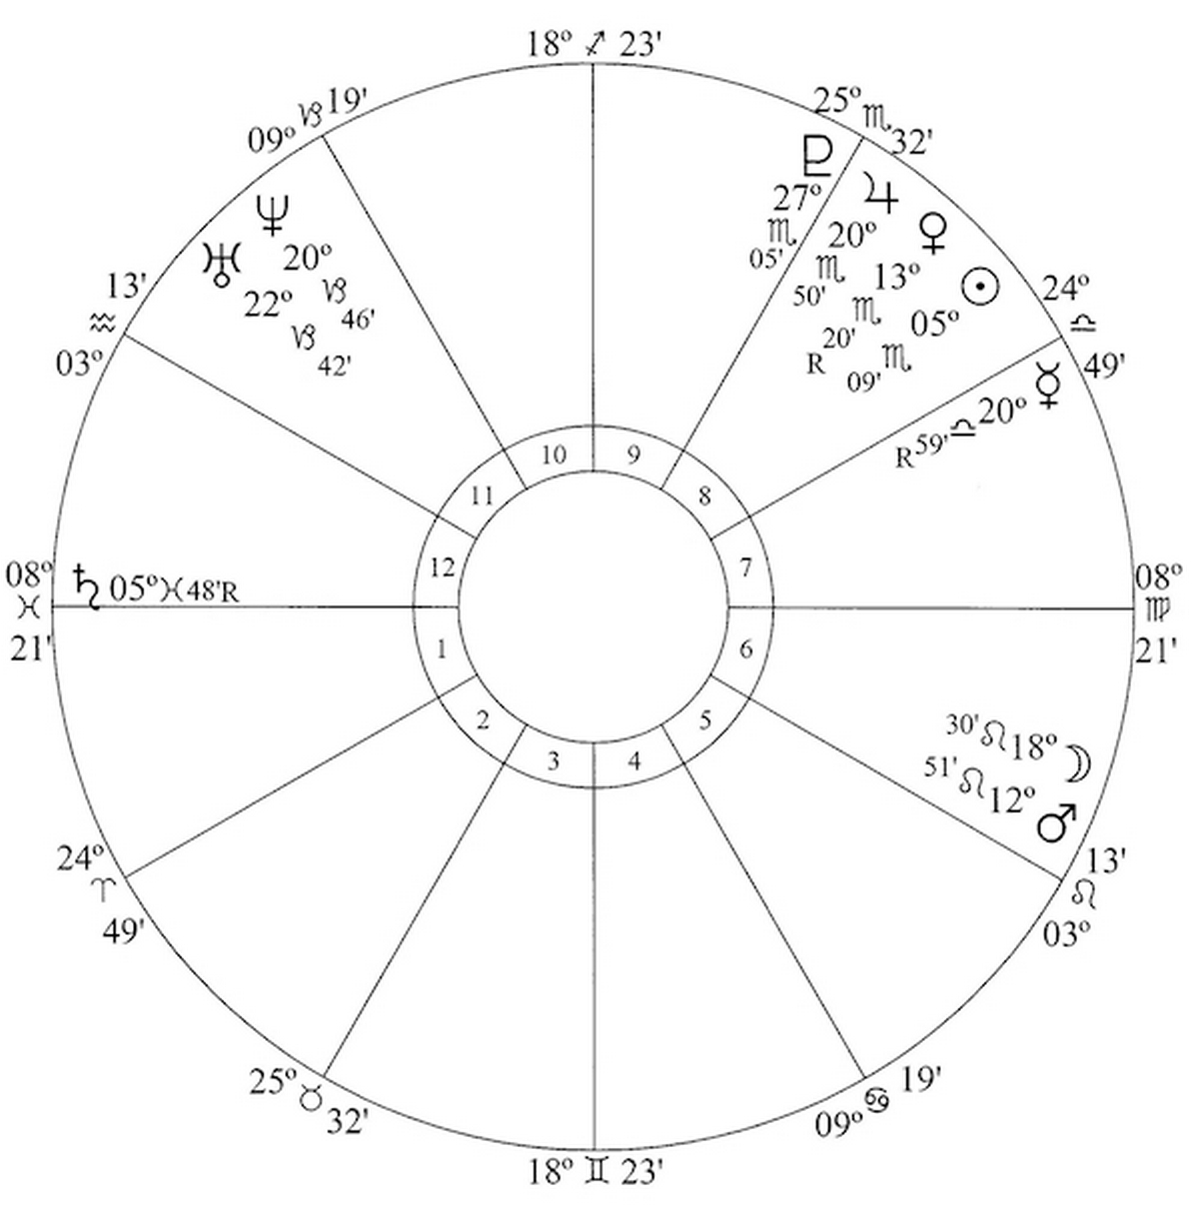 18º ♐ 23'
25º ♏ 32'
09º ♑ 19'
♇ 27º ♏ 05'
♃ 20º ♏ 50'
♀ 13º ♏ 20' R
☉ 05º ♏ 09'
♆ 20º ♑ 46'
♅ 22º ♑ 42'
13' ♒ 03º
24º ♎ 49'
☿ 20º ♎ 59' R
10 9
11 8
12 7
08º ♓ 21'
♄ 05º ♓ 48' R
08º ♍ 21'
1 6
2 5
3 4
30' ♌ 18º ☽
51' ♌ 12º ♂
13' ♌ 03º
24º ♈ 49'
25º ♉ 32'
09º ♋ 19'
18º ♊ 23'